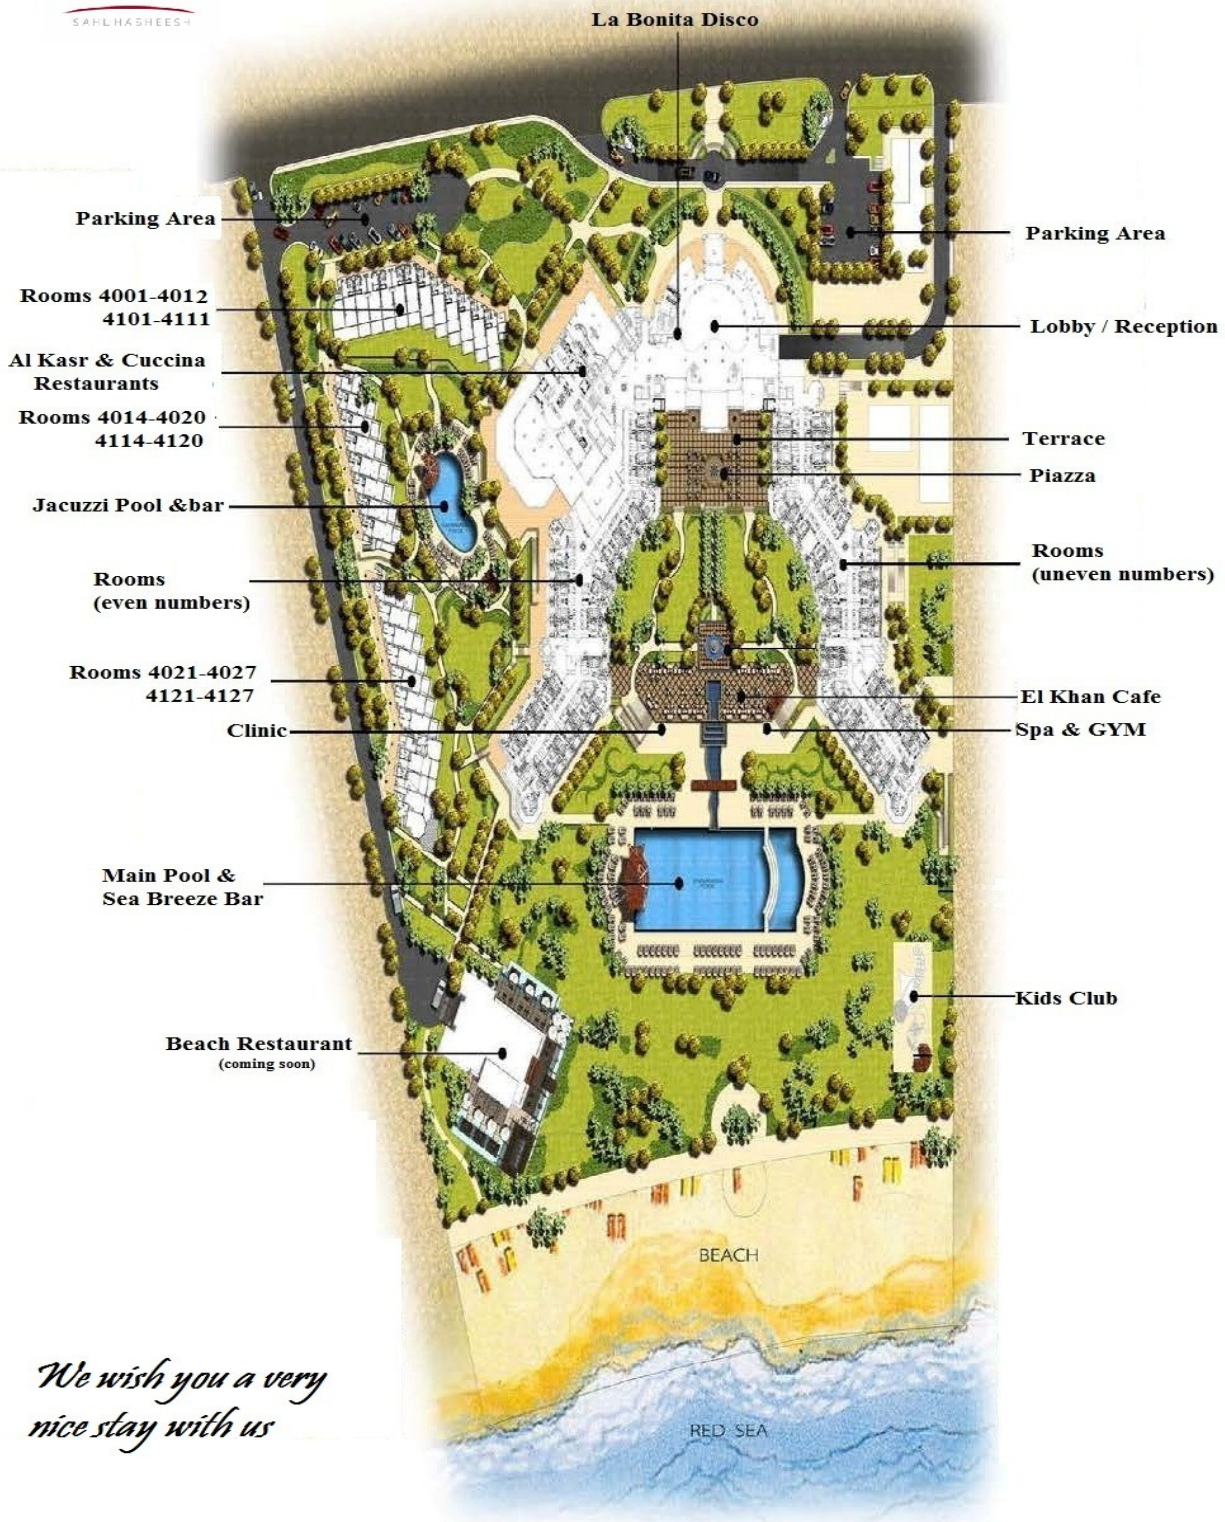 SAHL HASHEESH
La Bonita Disco
Parking Area
Parking Area
Rooms 4001-4012
4101-4111
Lobby / Reception
Al Kasr & Cuccina
Restaurants
Rooms 4014-4020
4114-4120
Terrace
Piazza
Jacuzzi Pool &bar
Rooms
(uneven numbers)
Rooms
(even numbers)
Rooms 4021-4027
4121-4127
El Khan Cafe
Clinic
Spa & GYM
Main Pool &
Sea Breeze Bar
Kids Club
Beach Restaurant
(coming soon)
BEACH
We wish you a very
nice stay with us
RED SEA